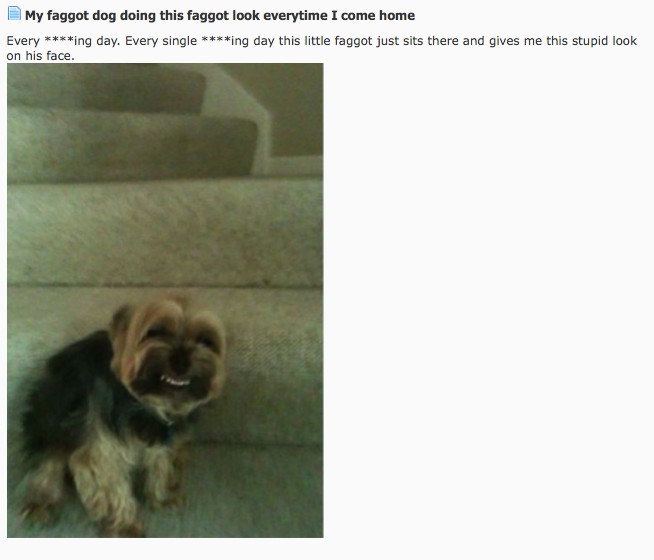 My faggot dog doing this faggot look everytime I come home
Every ****ing day. Every single ****ing day this little faggot just sits there and gives me this stupid look
on his face.